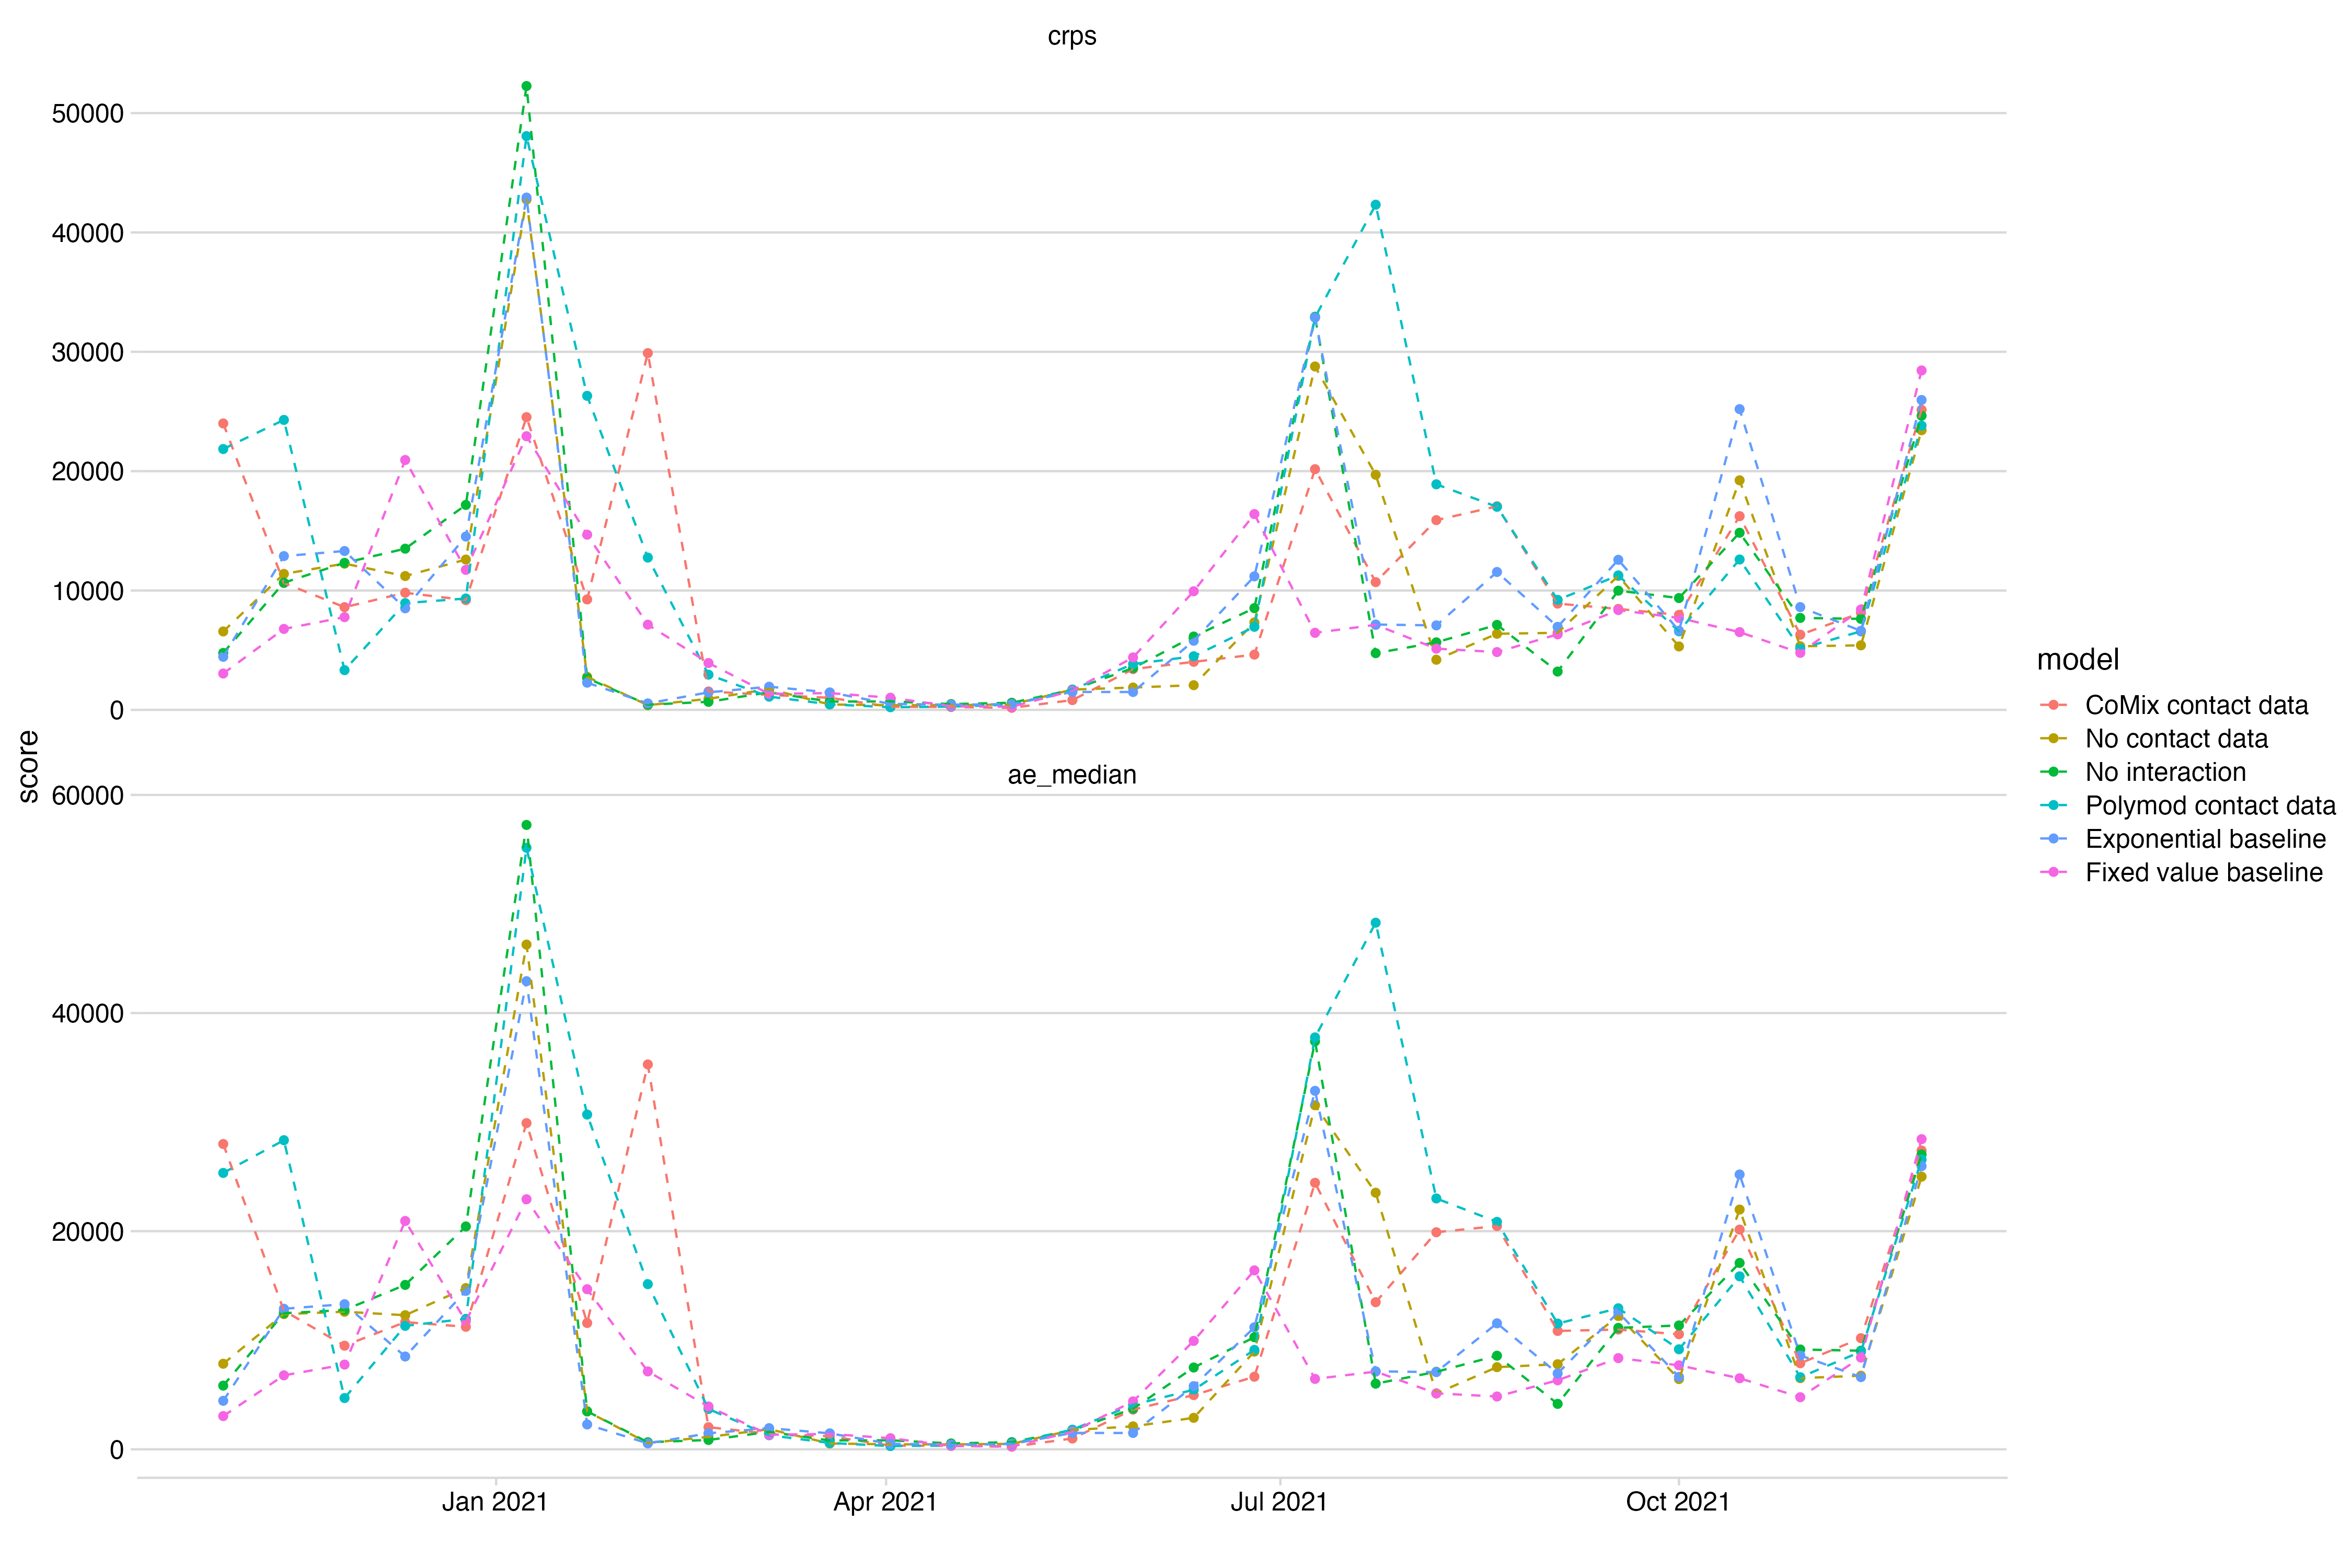 crps
50000
40000
30000
20000
10000
0
score
ae_median
60000
40000
20000
0
Jan 2021
Apr 2021
Jul 2021
Oct 2021
model
CoMix contact data
No contact data
No interaction
Polymod contact data
Exponential baseline
Fixed value baseline